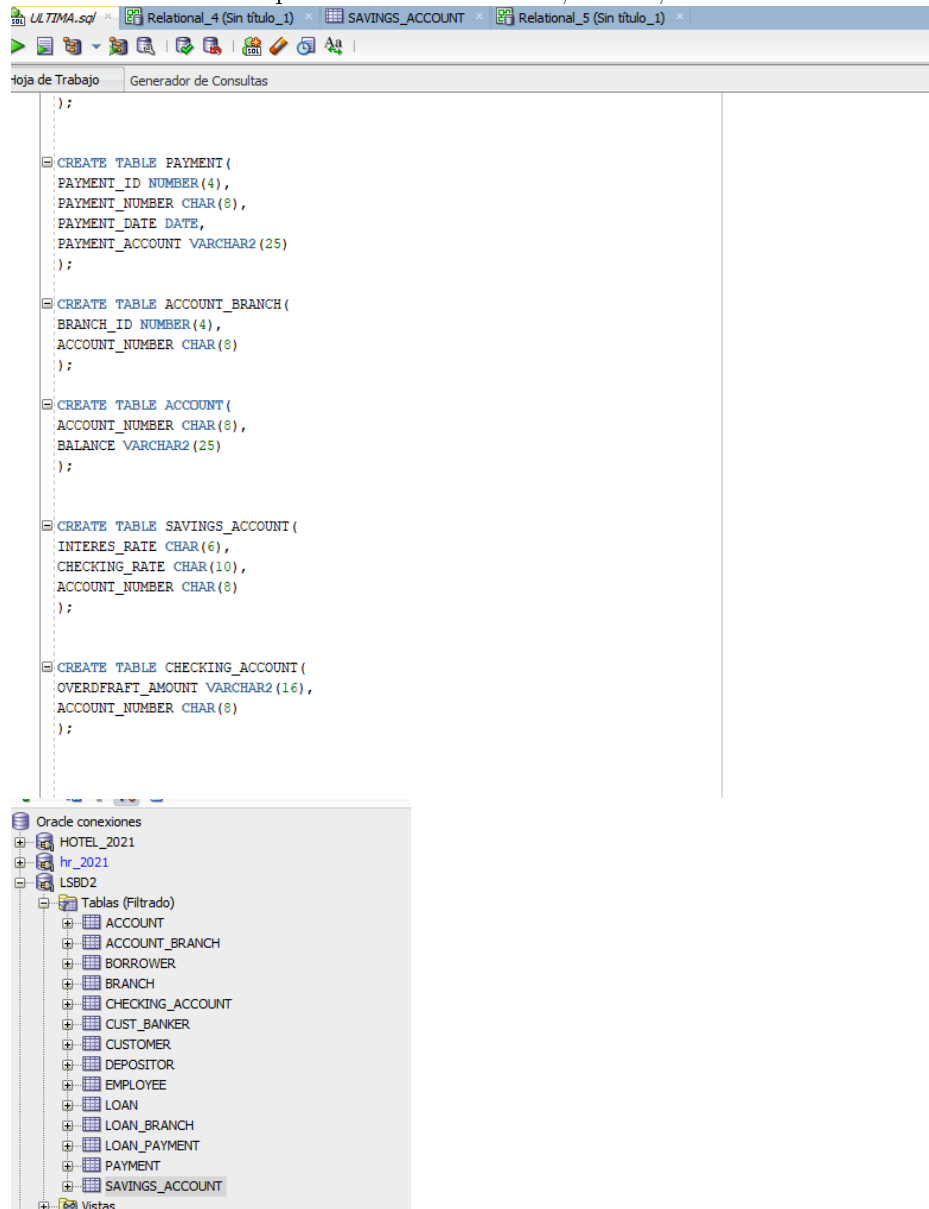 ULTIMA.sql × Relational_4 (Sin título_1) × SAVINGS_ACCOUNT × Relational_5 (Sin título_1) ×
Hoja de Trabajo Generador de Consultas
);
CREATE TABLE PAYMENT(
PAYMENT_ID NUMBER(4),
PAYMENT_NUMBER CHAR(8),
PAYMENT_DATE DATE,
PAYMENT_ACCOUNT VARCHAR2(25)
);
CREATE TABLE ACCOUNT_BRANCH(
BRANCH_ID NUMBER(4),
ACCOUNT_NUMBER CHAR(8)
);
CREATE TABLE ACCOUNT(
ACCOUNT_NUMBER CHAR(8),
BALANCE VARCHAR2(25)
);
CREATE TABLE SAVINGS_ACCOUNT(
INTERES_RATE CHAR(6),
CHECKING_RATE CHAR(10),
ACCOUNT_NUMBER CHAR(8)
);
CREATE TABLE CHECKING_ACCOUNT(
OVERDFRAFT_AMOUNT VARCHAR2(16),
ACCOUNT_NUMBER CHAR(8)
);
Oracle conexiones
HOTEL_2021
hr_2021
LSBD2
Tablas (Filtrado)
ACCOUNT
ACCOUNT_BRANCH
BORROWER
BRANCH
CHECKING_ACCOUNT
CUST_BANKER
CUSTOMER
DEPOSITOR
EMPLOYEE
LOAN
LOAN_BRANCH
LOAN_PAYMENT
PAYMENT
SAVINGS_ACCOUNT
Vistas